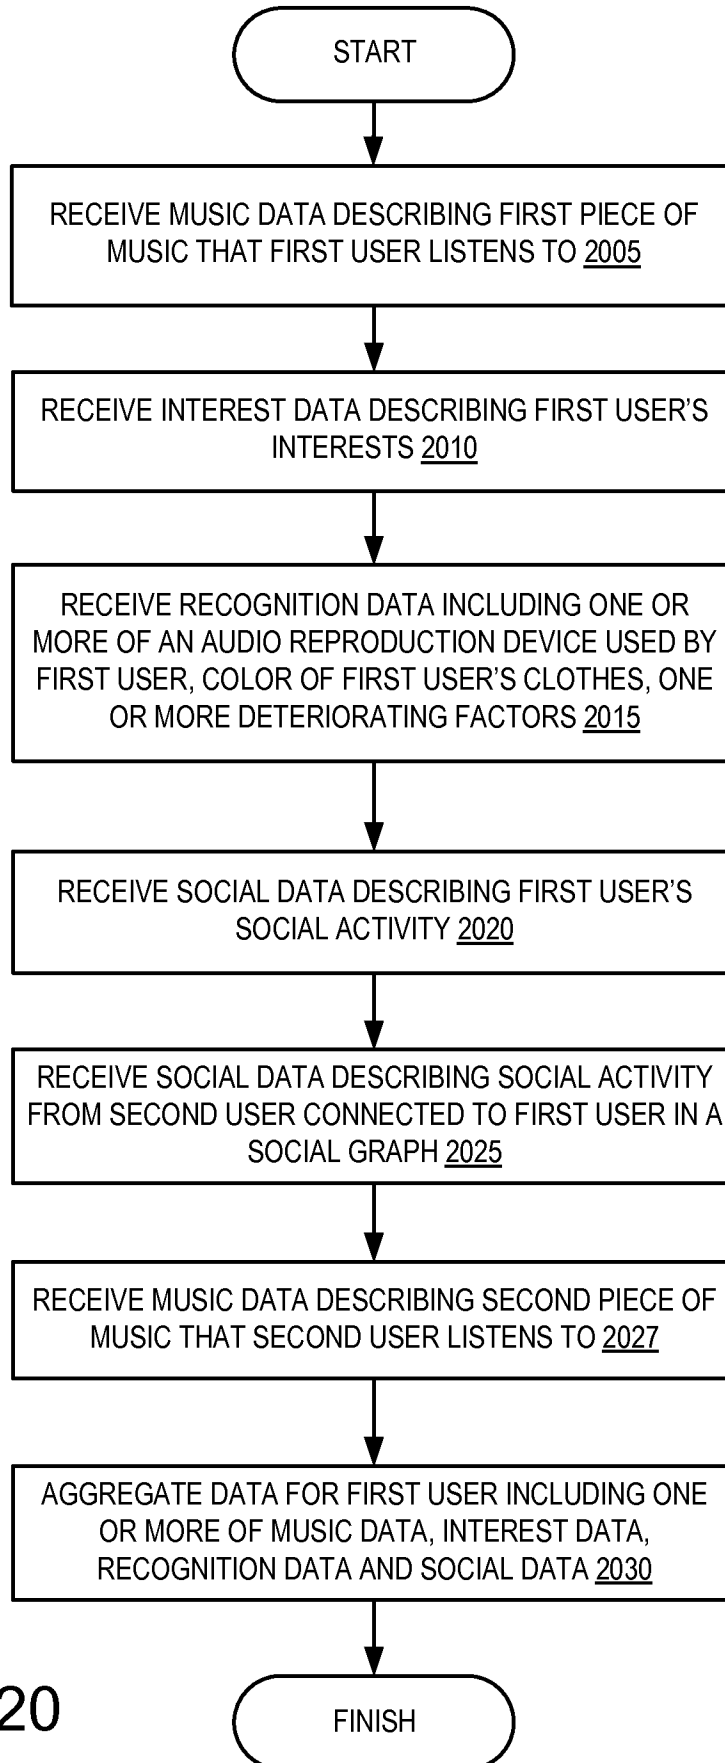 START
RECEIVE MUSIC DATA DESCRIBING FIRST PIECE OF
MUSIC THAT FIRST USER LISTENS TO 2005
RECEIVE INTEREST DATA DESCRIBING FIRST USER'S
INTERESTS 2010
RECEIVE RECOGNITION DATA INCLUDING ONE OR
MORE OF AN AUDIO REPRODUCTION DEVICE USED BY
FIRST USER, COLOR OF FIRST USER'S CLOTHES, ONE
OR MORE DETERIORATING FACTORS 2015
RECEIVE SOCIAL DATA DESCRIBING FIRST USER'S
SOCIAL ACTIVITY 2020
RECEIVE SOCIAL DATA DESCRIBING SOCIAL ACTIVITY
FROM SECOND USER CONNECTED TO FIRST USER IN A
SOCIAL GRAPH 2025
RECEIVE MUSIC DATA DESCRIBING SECOND PIECE OF
MUSIC THAT SECOND USER LISTENS TO 2027
AGGREGATE DATA FOR FIRST USER INCLUDING ONE
OR MORE OF MUSIC DATA, INTEREST DATA,
RECOGNITION DATA AND SOCIAL DATA 2030
FINISH
20